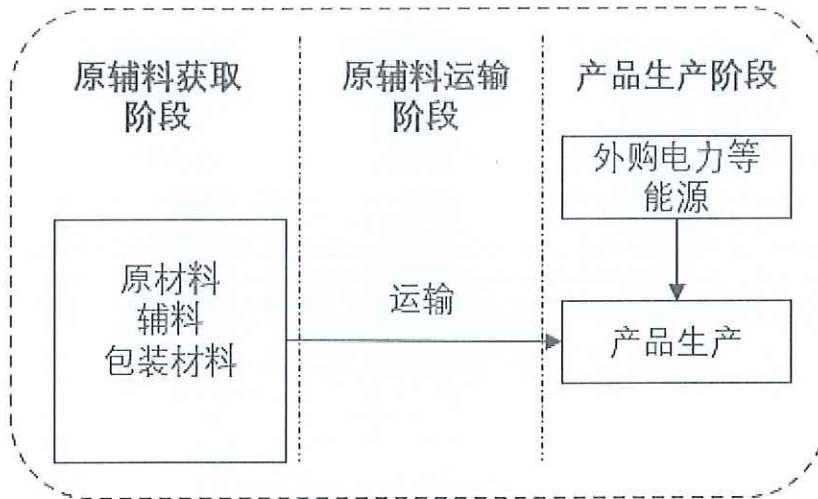 原辅料获取
阶段
原辅料运输
阶段
产品生产阶段
外购电力等
能源
原材料
辅料
包装材料
运输
产品生产